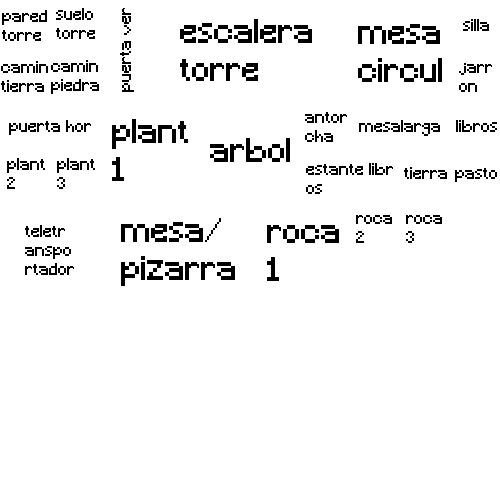 pared
torre
suelo
torre
puerta ver
escalera
torre
mesa
circul
silla
camin
tierra
camin
piedra
jarr
on
puerta hor
plant
1
arbol
antor
cha
mesalarga
libros
plant
2
plant
3
estante libr
os
tierra
pasto
teletr
anspo
rtador
mesa/
pizarra
roca
1
roca
2
roca
3